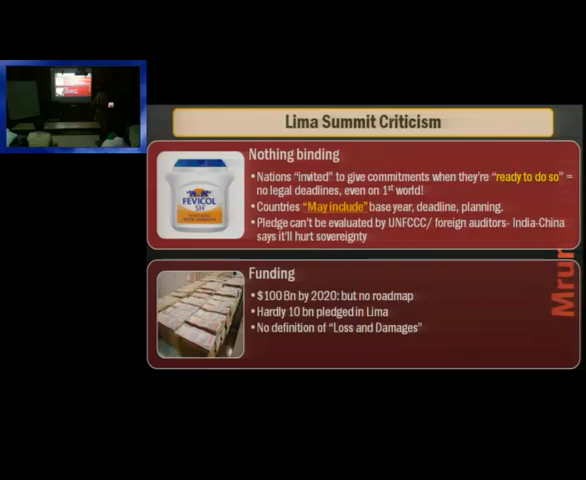 Lima Summit Criticism
Nothing binding
▪ Nations “invited” to give commitments when they're “ready to do so” =
no legal deadlines, even on 1st world!
▪ Countries “May include” base year, deadline, planning.
▪ Pledge can't be evaluated by UNFCCC/ foreign auditors- India-China
says it'll hurt sovereignty
FEVICOL
SH
Funding
▪ $100 Bn by 2020: but no roadmap
▪ Hardly 10 bn pledged in Lima
▪ No definition of “Loss and Damages”
Mrun